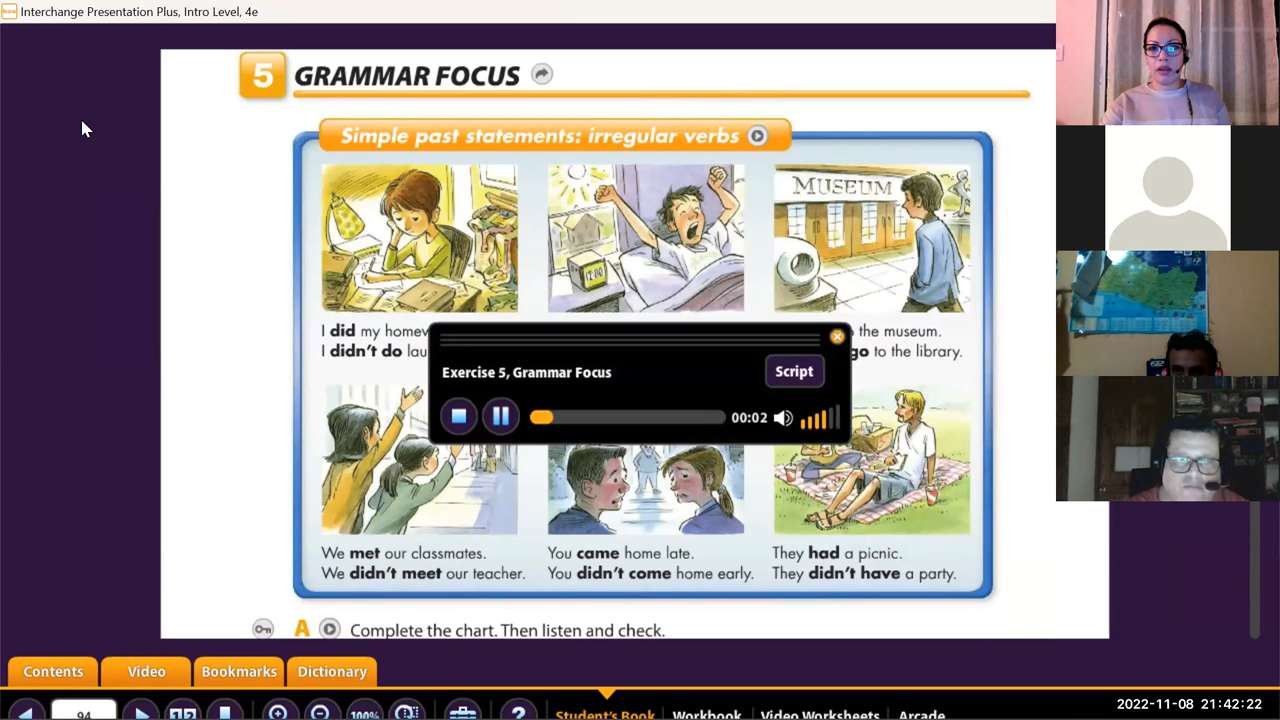 Interchange Presentation Plus, Intro Level, 4e
5 GRAMMAR FOCUS
Simple past statements: irregular verbs
MUSEUM
12:00
I did my
the museum.
I didn't do
go to the library.
Exercise 5, Grammar Focus
Script
00:02
We met our classmates.
We didn't meet our teacher.
You came home late.
You didn't come home early.
They had a picnic.
They didn't have a party.
A Complete the chart. Then listen and check.
Contents
Video
Bookmarks
Dictionary
94
100%
?
Student's Book
Workbook
Video Worksheets
Arcade
2022-11-08 21:42:22